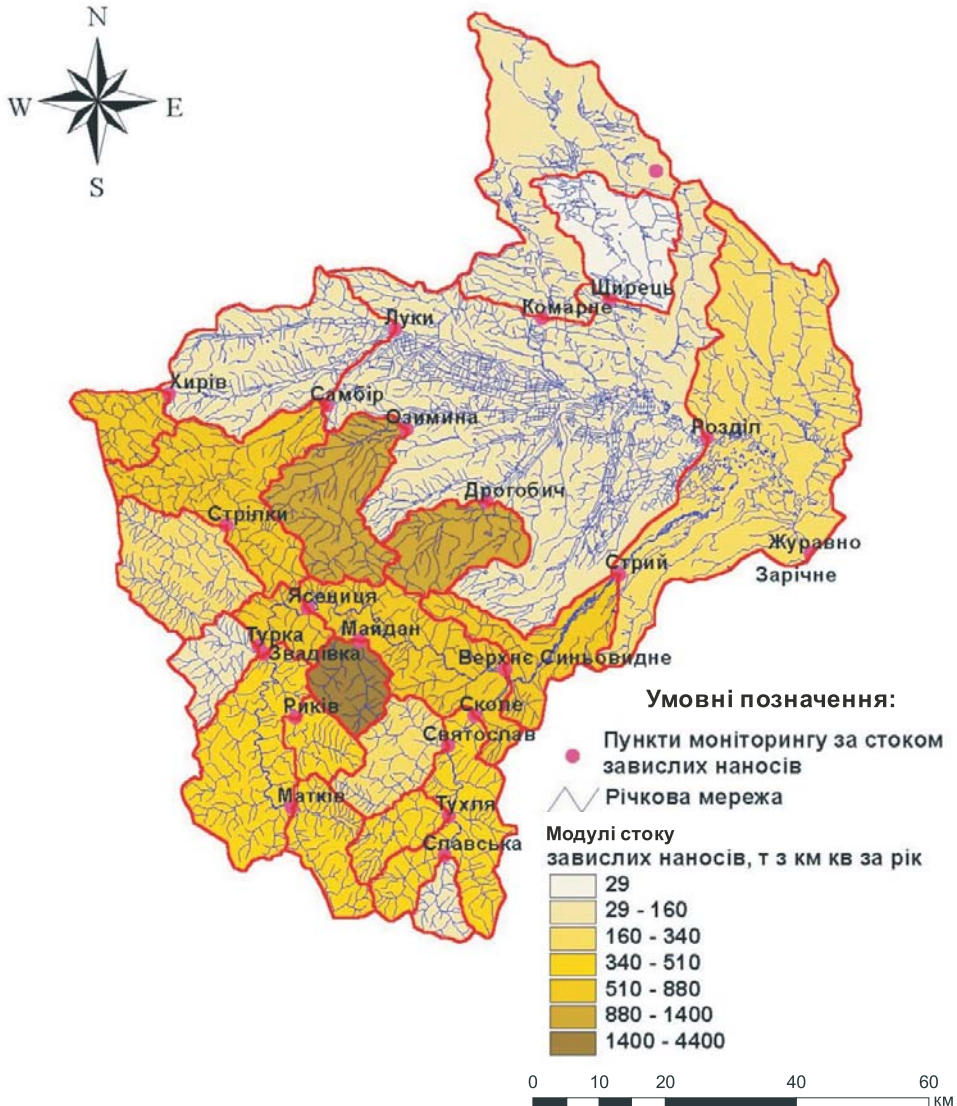 N
W E
S
Щирець
Комарне
Луки
Хирів
Самбір
Озимина
Розділ
Дрогобич
Стрілки
Журавно
Стрий
Зарічне
Ясениця
Турка
Майдан
Звадівка
Верхнє Синьовидне
Риків
Сколе
Святослав
Матків
Тухля
Славська
Умовні позначення:
Пункти моніторингу за стоком
завислих наносів
Річкова мережа
Модулі стоку
завислих наносів, т з км кв за рік
29
29 - 160
160 - 340
340 - 510
510 - 880
880 - 1400
1400 - 4400
0 10 20 40 60
км